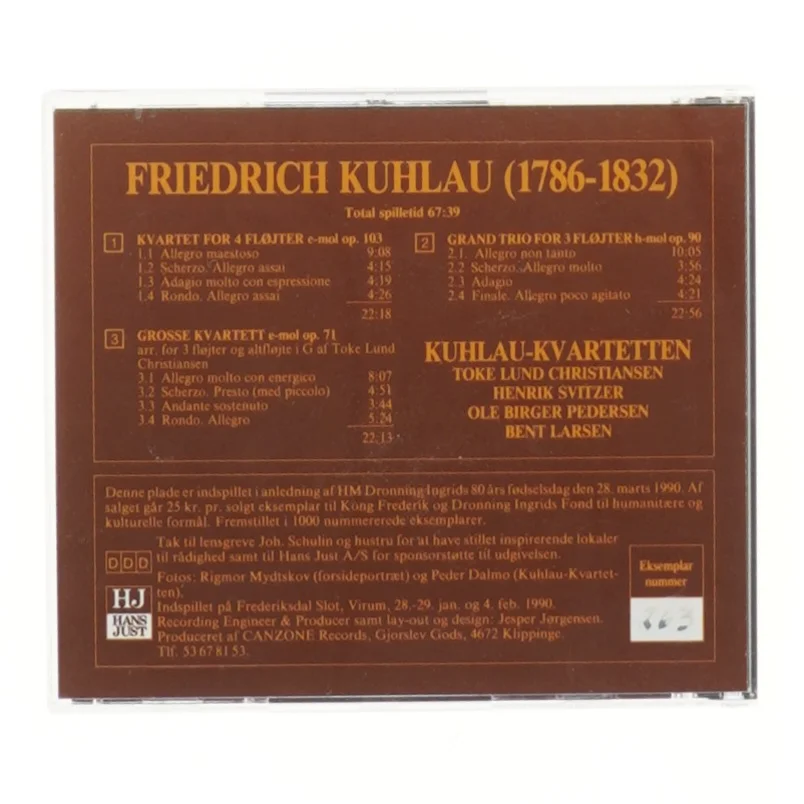 FRIEDRICH KUHLAU (1786-1832)
Total spilletid 67:39
1 KVARTET FOR 4 FLØJTER e-mol op. 103
1.1 Allegro maestoso 9:08
1.2 Scherzo. Allegro assai 4:15
1.3 Adagio molto con espressione 4:19
1.4 Rondo. Allegro assai 4:26
22:18
2 GRAND TRIO FOR 3 FLØJTER h-mol op. 90
2.1. Allegro non tanto 10:05
2.2 Scherzo. Allegro molto 3:56
2.3 Adagio 4:24
2.4 Finale. Allegro poco agitato 4:21
22:56
3 GROSSE KVARTETT e-mol op. 71
arr. for 3 fløjter og altfløjte i G af Toke Lund
Christiansen
3.1 Allegro molto con energico 8:07
3.2 Scherzo. Presto (med piccolo) 4:51
3.3 Andante sostenuto 3:44
3.4 Rondo. Allegro 5:24
22:13
KUHLAU-KVARTETTEN
TOKE LUND CHRISTIANSEN
HENRIK SVITZER
OLE BIRGER PEDERSEN
BENT LARSEN
Denne plade er indspillet i anledning af HM Dronning Ingrids 80 års fødselsdag den 28. marts 1990. Af
salget går 25 kr. pr. solgt eksemplar til Kong Frederik og Dronning Ingrids Fond til humanitære og
kulturelle formål. Fremstillet i 1000 nummererede eksemplarer.
Tak til lensgreve Joh. Schulin og hustru for at have stillet inspirerende lokaler
til rådighed samt til Hans Just A/S for sponsorstøtte til udgivelsen.
DDD
Fotos: Rigmor Mydtskov (forsideportræt) og Peder Dalmo (Kuhlau-Kvartet-
ten).
Indspillet på Frederiksdal Slot, Virum, 28.-29. jan. og 4. feb. 1990.
Recording Engineer & Producer samt lay-out og design: Jesper Jørgensen.
Produceret af CANZONE Records, Gjorslev Gods, 4672 Klippinge.
Tlf. 53 67 81 53.
HJ
HANS
JUST
Eksemplar
nummer